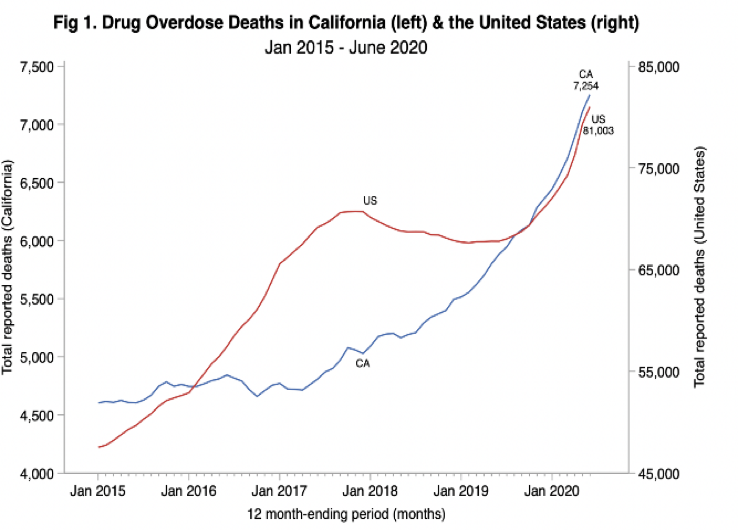 Fig 1. Drug Overdose Deaths in California (left) & the United States (right)
Jan 2015 - June 2020
7,500
7,000
6,500
6,000
5,500
5,000
4,500
4,000
Total reported deaths (California)
85,000
75,000
65,000
55,000
45,000
Total reported deaths (United States)
CA
7,254
US
81,003
US
CA
Jan 2015 Jan 2016 Jan 2017 Jan 2018 Jan 2019 Jan 2020
12 month-ending period (months)